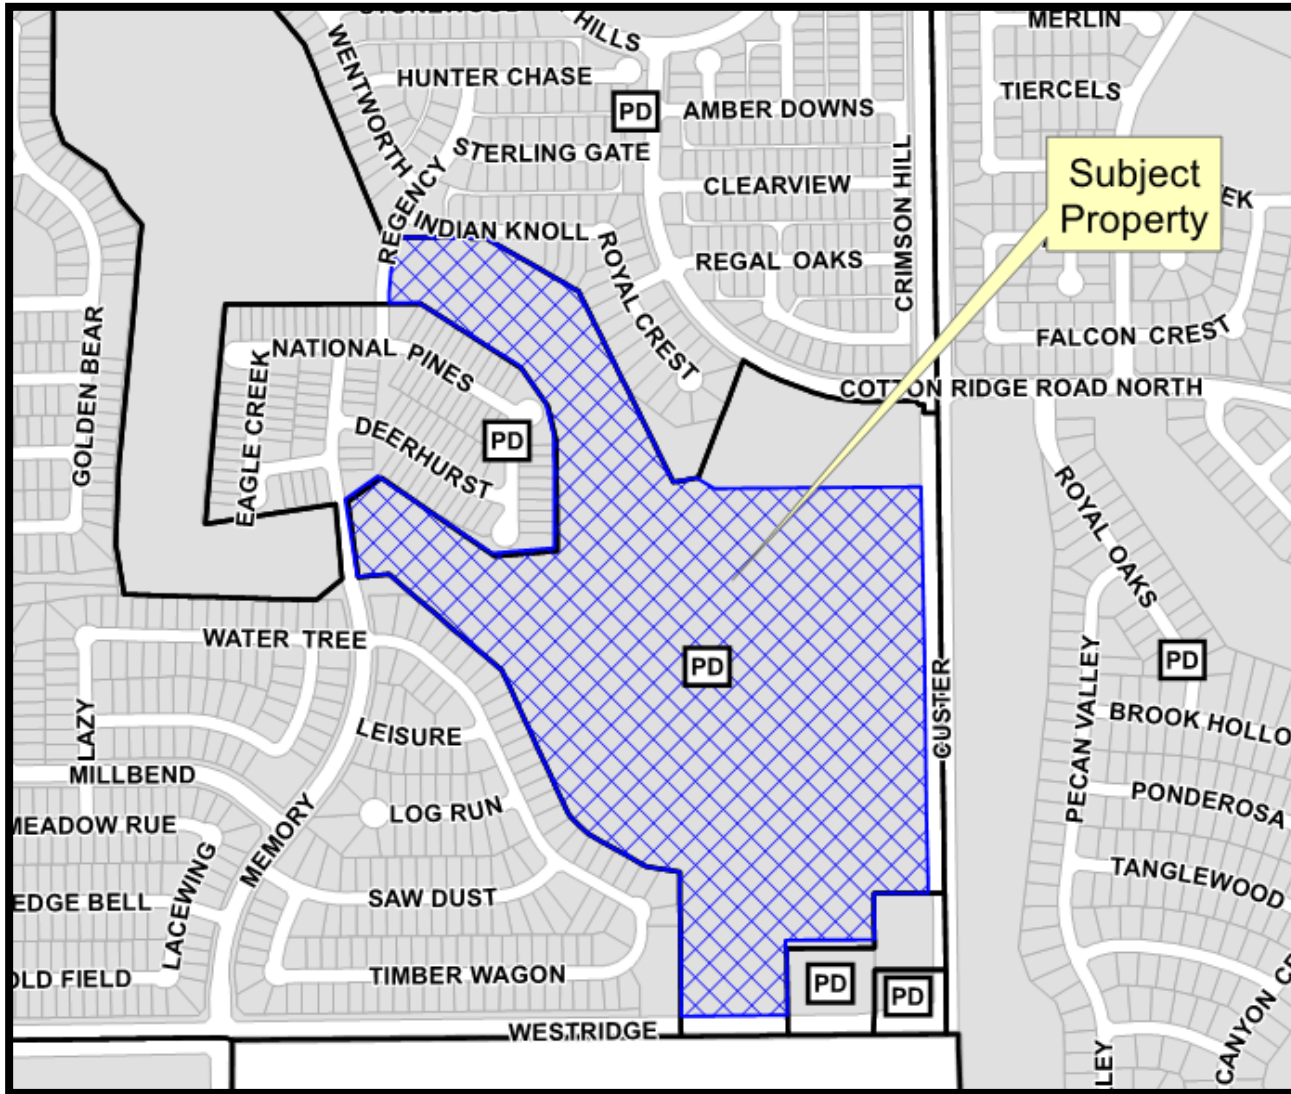 HILLS
MERLIN
WENTWORTH
HUNTER CHASE
TIERCELS
PD
AMBER DOWNS
STERLING GATE
Subject
Property
CLEARVIEW
CRIMSON HILL
REGENCY
INDIAN KNOLL
ROYAL CREST
REGAL OAKS
GOLDEN BEAR
NATIONAL PINES
EAGLE CREEK
FALCON CREST
COTTON RIDGE ROAD NORTH
DEERHURST
PD
ROYAL OAKS
WATER TREE
PD
PD
PECAN VALLEY
CUSTER
LAZY
LEISURE
BROOK HOLLO
MILLBEND
PONDEROSA
LOG RUN
MEADOW RUE
MEMORY
LACEWING
TANGLEWOOD
SAW DUST
EDGE BELL
TIMBER WAGON
OLD FIELD
PD
PD
CANYON
WESTRIDGE
LLEY